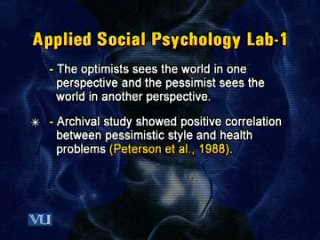 Applied Social Psychology Lab-1
- The optimists sees the world in one
perspective and the pessimist sees the
world in another perspective.
- Archival study showed positive correlation
between pessimistic style and health
problems (Peterson et al., 1988).
VU